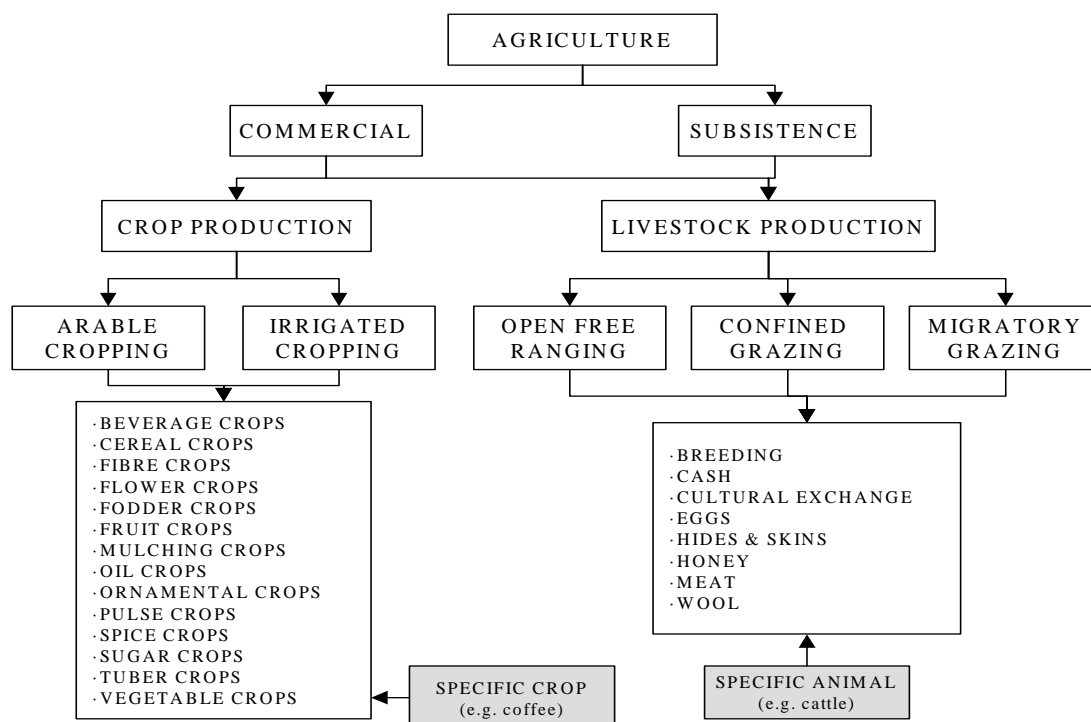 AGRICULTURE
COMMERCIAL
SUBSISTENCE
CROP PRODUCTION
LIVESTOCK PRODUCTION
ARABLE
CROPPING
IRRIGATED
CROPPING
OPEN FREE
RANGING
CONFINED
GRAZING
MIGRATORY
GRAZING
·BEVERAGE CROPS
·CEREAL CROPS
·FIBRE CROPS
·FLOWER CROPS
·FODDER CROPS
·FRUIT CROPS
·MULCHING CROPS
·OIL CROPS
·ORNAMENTAL CROPS
·PULSE CROPS
·SPICE CROPS
·SUGAR CROPS
·TUBER CROPS
·VEGETABLE CROPS
·BREEDING
·CASH
·CULTURAL EXCHANGE
·EGGS
·HIDES & SKINS
·HONEY
·MEAT
·WOOL
SPECIFIC CROP
(e.g. coffee)
SPECIFIC ANIMAL
(e.g. cattle)